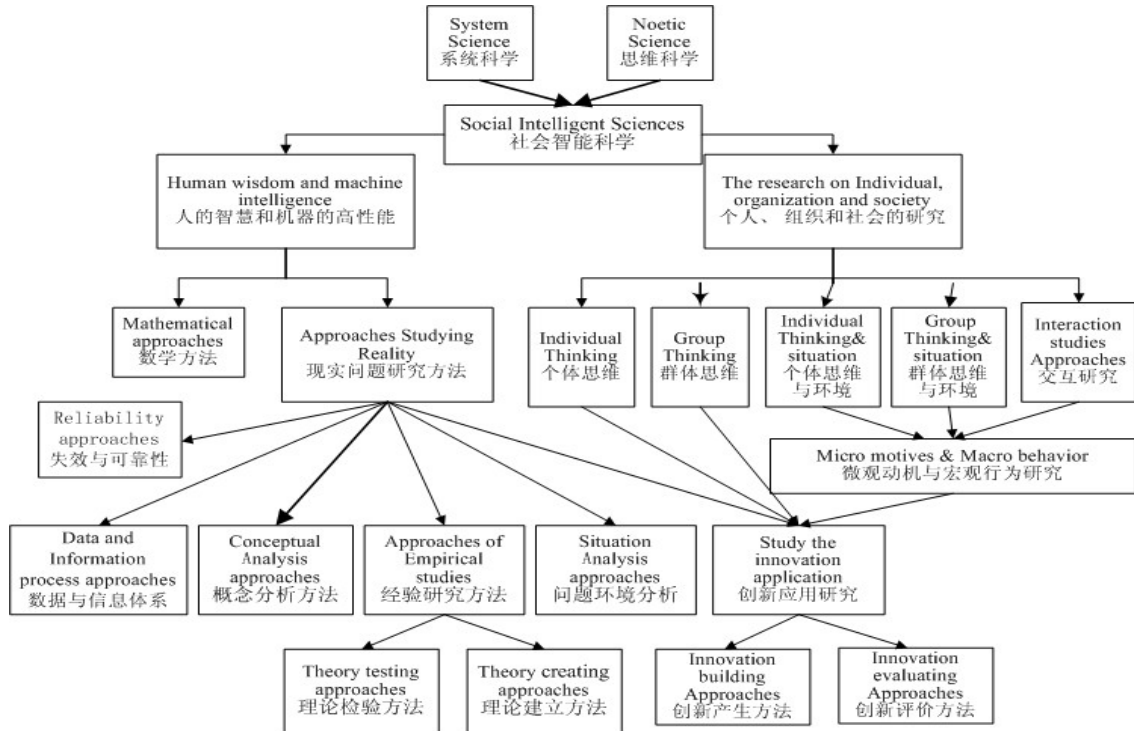 System
Science
系统科学
Noetic
Science
思维科学
Social Intelligent Sciences
社会智能科学
Human wisdom and machine
intelligence
人的智慧和机器的高性能
The research on Individual,
organization and society
个人、组织和社会的研究
Mathematical
approaches
数学方法
Approaches Studying
Reality
现实问题研究方法
Individual
Thinking
个体思维
Group
Thinking
群体思维
Individual
Thinking&
situation
个体思维
与环境
Group
Thinking&
situation
群体思维
与环境
Interaction
studies
Approaches
交互研究
Reliability
approaches
失效与可靠性
Micro motives & Macro behavior
微观动机与宏观行为研究
Data and
Information
process approaches
数据与信息体系
Conceptual
Analysis
approaches
概念分析方法
Approaches of
Empirical
studies
经验研究方法
Situation
Analysis
approaches
问题环境分析
Study the
innovation
application
创新应用研究
Theory testing
approaches
理论检验方法
Theory creating
approaches
理论建立方法
Innovation
building
Approaches
创新产生方法
Innovation
evaluating
Approaches
创新评价方法